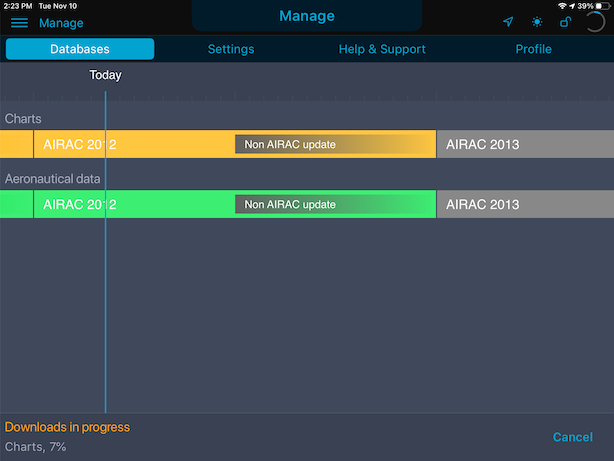 2:23 PM Tue Nov 10
39%
Manage
Manage
Databases
Settings
Help & Support
Profile
Today
Charts
AIRAC 2012
Non AIRAC update
AIRAC 2013
Aeronautical data
AIRAC 2012
Non AIRAC update
AIRAC 2013
Downloads in progress
Charts, 7%
Cancel